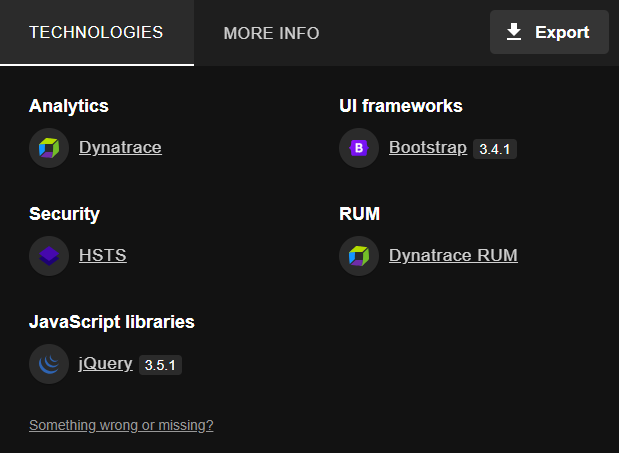 TECHNOLOGIES
MORE INFO
Export
Analytics
Dynatrace
UI frameworks
B
Bootstrap 3.4.1
Security
HSTS
RUM
Dynatrace RUM
JavaScript libraries
jQuery 3.5.1
Something wrong or missing?